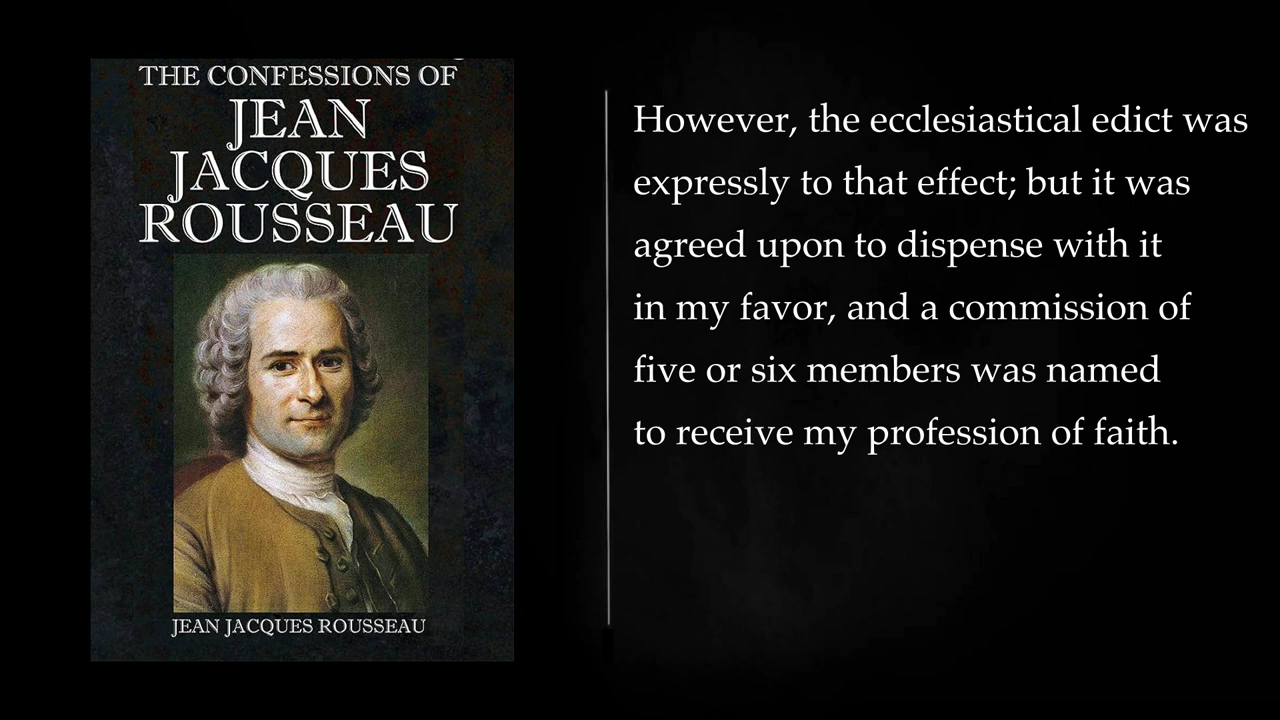 THE CONFESSIONS OF
JEAN
JACQUES
ROUSSEAU
JEAN JACQUES ROUSSEAU
However, the ecclesiastical edict was
expressly to that effect; but it was
agreed upon to dispense with it
in my favor, and a commission of
five or six members was named
to receive my profession of faith.